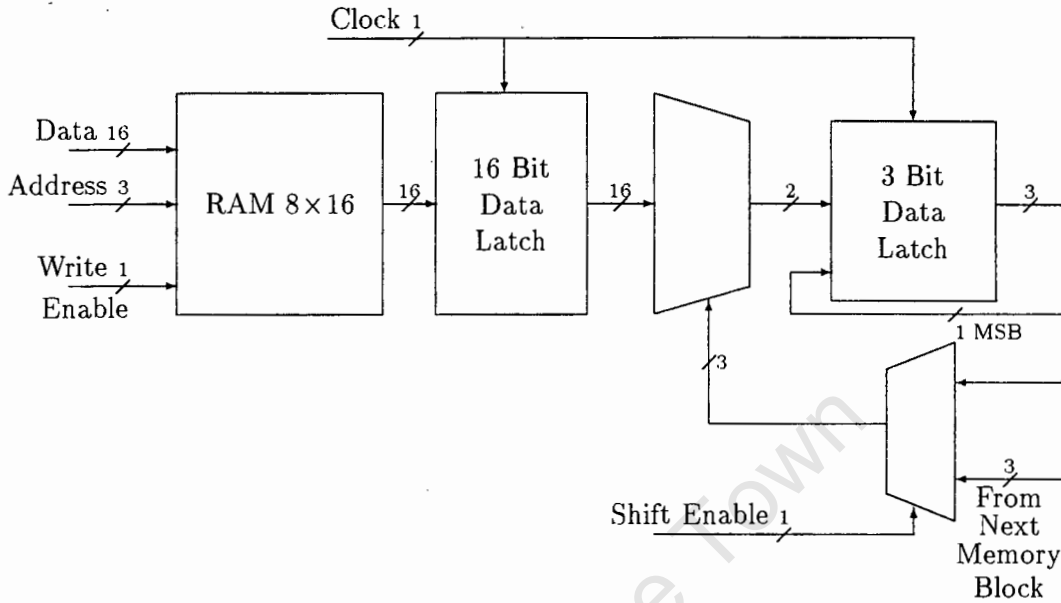 Clock 1
Data 16
Address 3
Write 1
Enable
RAM 8×16
16
16 Bit
Data
Latch
16
2
3 Bit
Data
Latch
3
1 MSB
3
3
From
Next
Memory
Block
Shift Enable 1
e Town